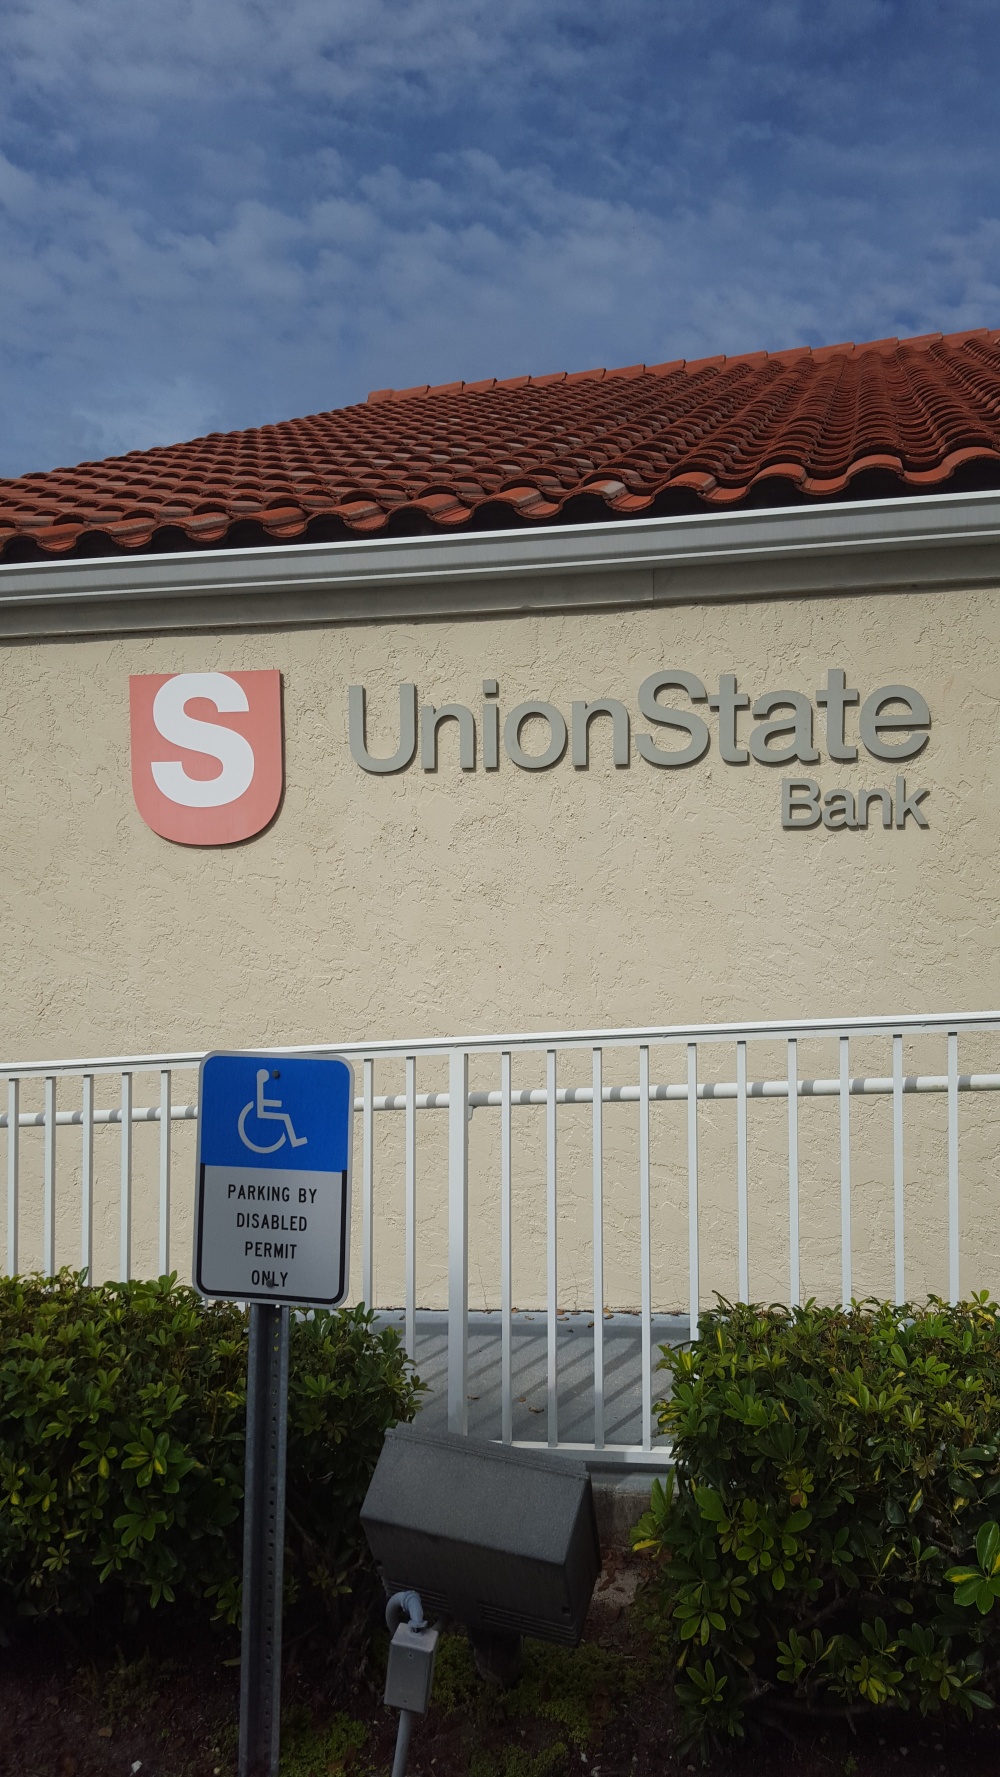 S
UnionState
Bank
PARKING BY
DISABLED
PERMIT
ONLY